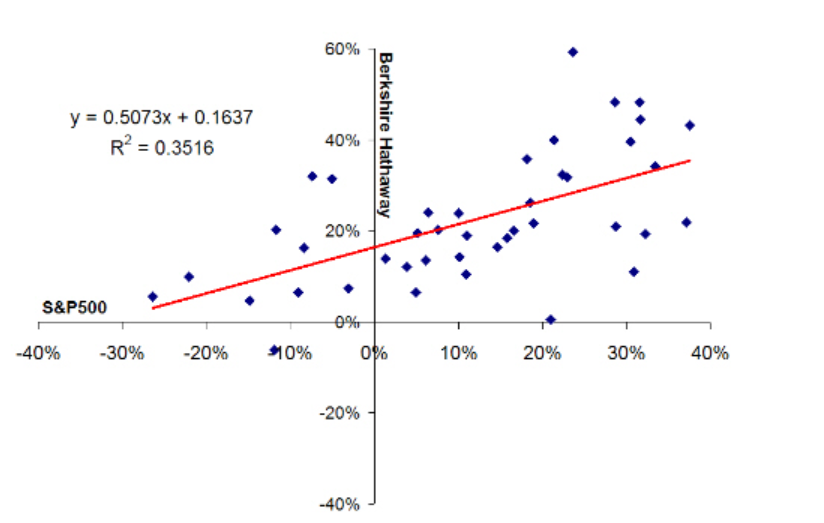 60%
Berkshire Hathaway
y = 0.5073x + 0.1637
R² = 0.3516
40%
20%
S&P500
0%
-40% -30% -20% -10% 0% 10% 20% 30% 40%
-20%
-40%